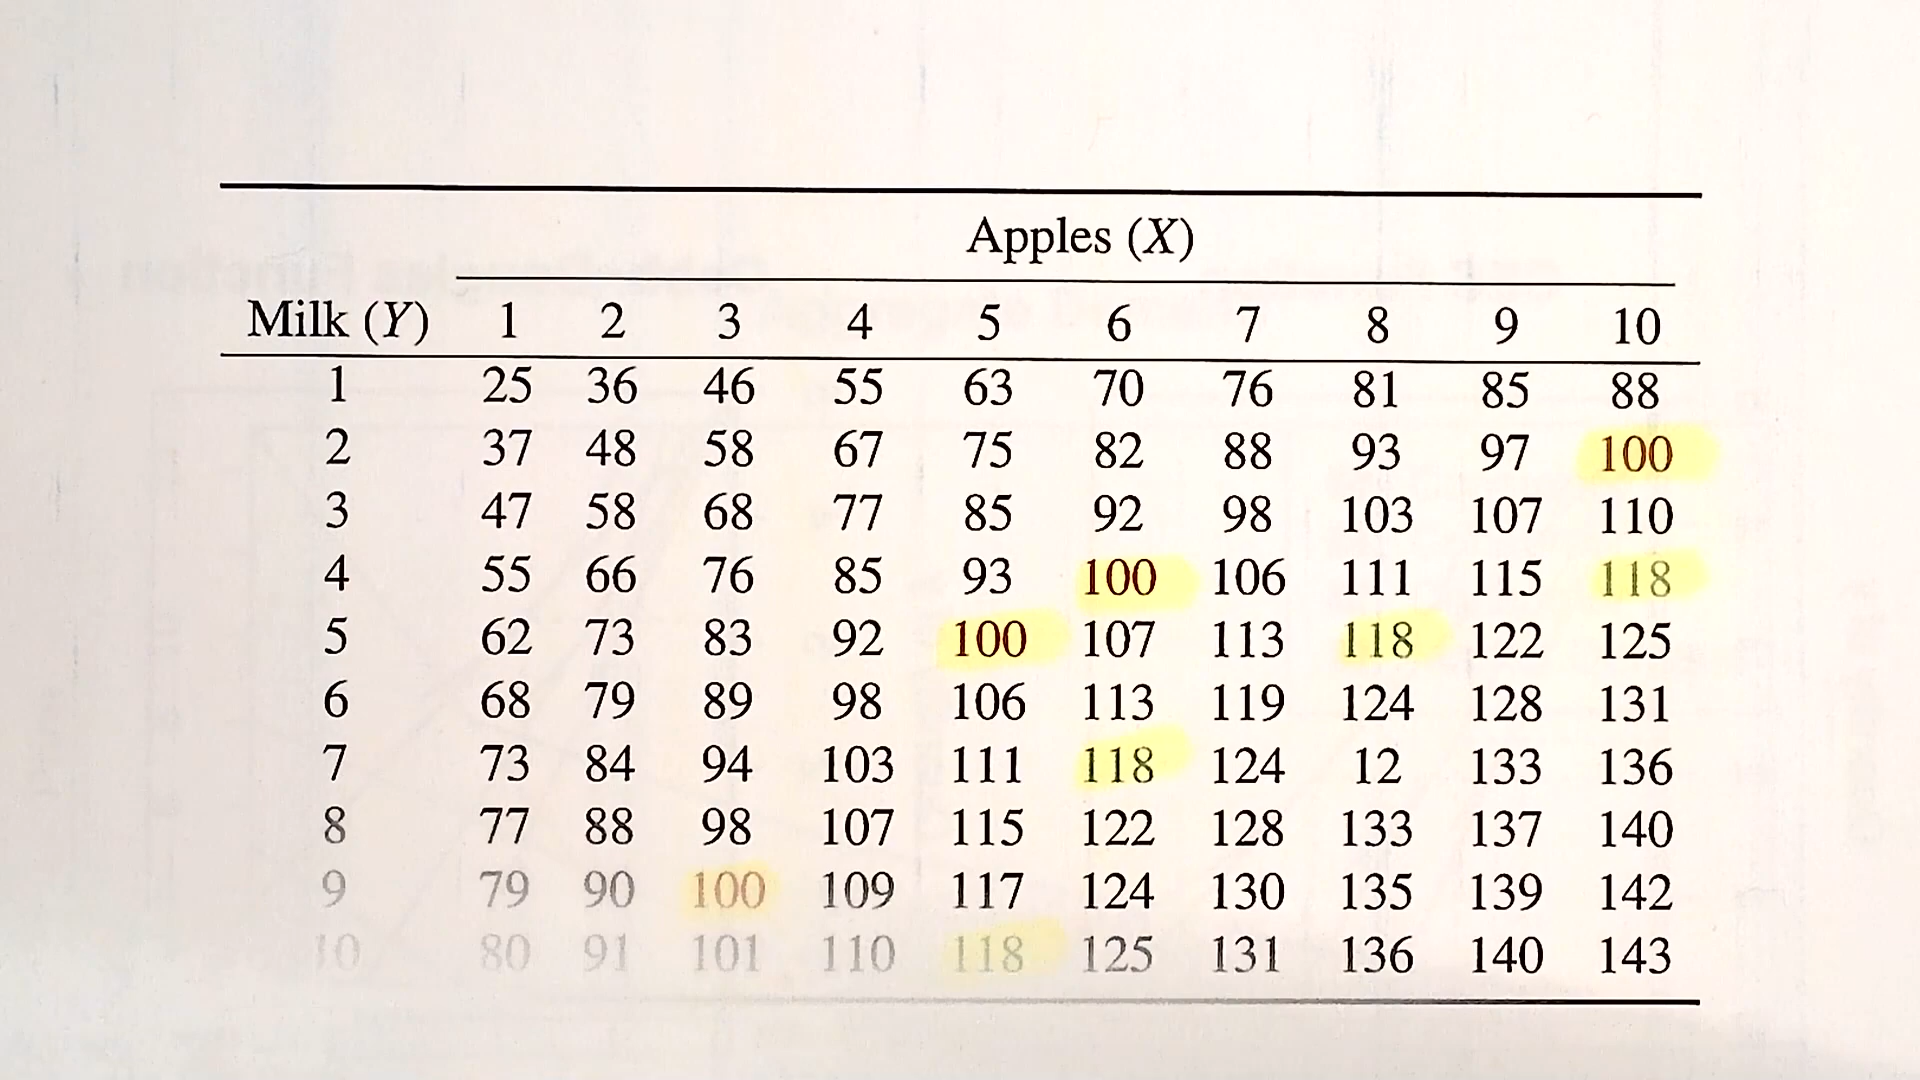 Apples (X)
Milk (Y) 1 2 3 4 5 6 7 8 9 10
1 25 36 46 55 63 70 76 81 85 88
2 37 48 58 67 75 82 88 93 97 100
3 47 58 68 77 85 92 98 103 107 110
4 55 66 76 85 93 100 106 111 115 118
5 62 73 83 92 100 107 113 118 122 125
6 68 79 89 98 106 113 119 124 128 131
7 73 84 94 103 111 118 124 12 133 136
8 77 88 98 107 115 122 128 133 137 140
9 79 90 100 109 117 124 130 135 139 142
10 80 91 101 110 118 125 131 136 140 143